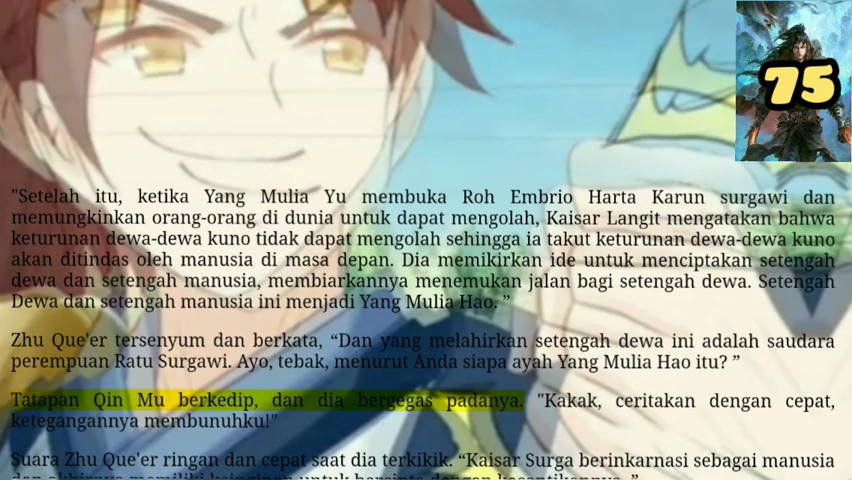 75
"Setelah itu, ketika Yang Mulia Yu membuka Roh Embrio Harta Karun surgawi dan
memungkinkan orang-orang di dunia untuk dapat mengolah, Kaisar Langit mengatakan bahwa
keturunan dewa-dewa kuno tidak dapat mengolah sehingga ia takut keturunan dewa-dewa kuno
akan ditindas oleh manusia di masa depan. Dia memikirkan ide untuk menciptakan setengah
dewa dan setengah manusia, membiarkannya menemukan jalan bagi setengah dewa. Setengah
Dewa dan setengah manusia ini menjadi Yang Mulia Hao. ”
Zhu Que'er tersenyum dan berkata, “Dan yang melahirkan setengah dewa ini adalah saudara
perempuan Ratu Surgawi. Ayo, tebak, menurut Anda siapa ayah Yang Mulia Hao itu? ”
Tatapan Qin Mu berkedip, dan dia bergegas padanya. "Kakak, ceritakan dengan cepat,
ketegangannya membunuhku!"
Suara Zhu Que'er ringan dan cepat saat dia terkikik. “Kaisar Surga berinkarnasi sebagai manusia